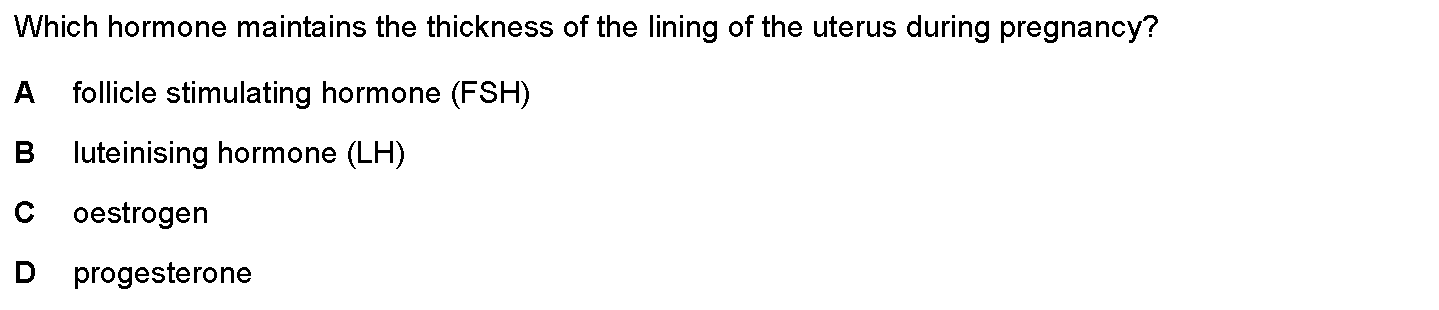 Which hormone maintains the thickness of the lining of the uterus during pregnancy?
A follicle stimulating hormone (FSH)
B luteinising hormone (LH)
C oestrogen
D progesterone